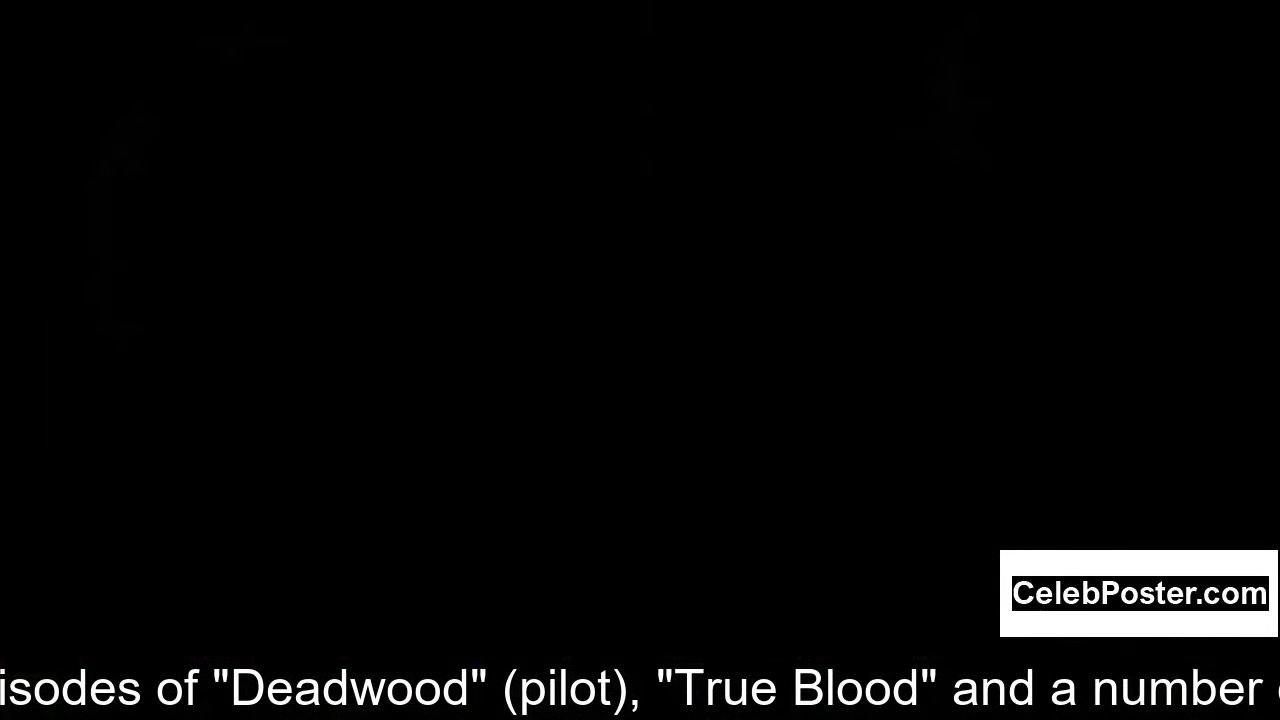 CelebPoster.com
isodes of "Deadwood" (pilot), "True Blood" and a number